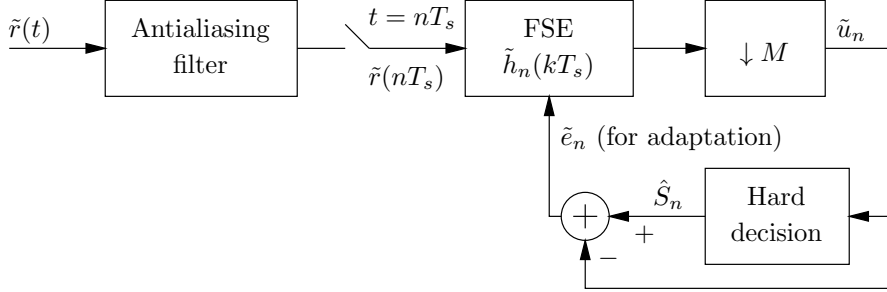 r̃(t)
Antialiasing
filter
t = nT_s
r̃(nT_s)
FSE
h̃_n(kT_s)
↓ M
ũ_n
ẽ_n (for adaptation)
+
Ŝ_n
+
−
Hard
decision